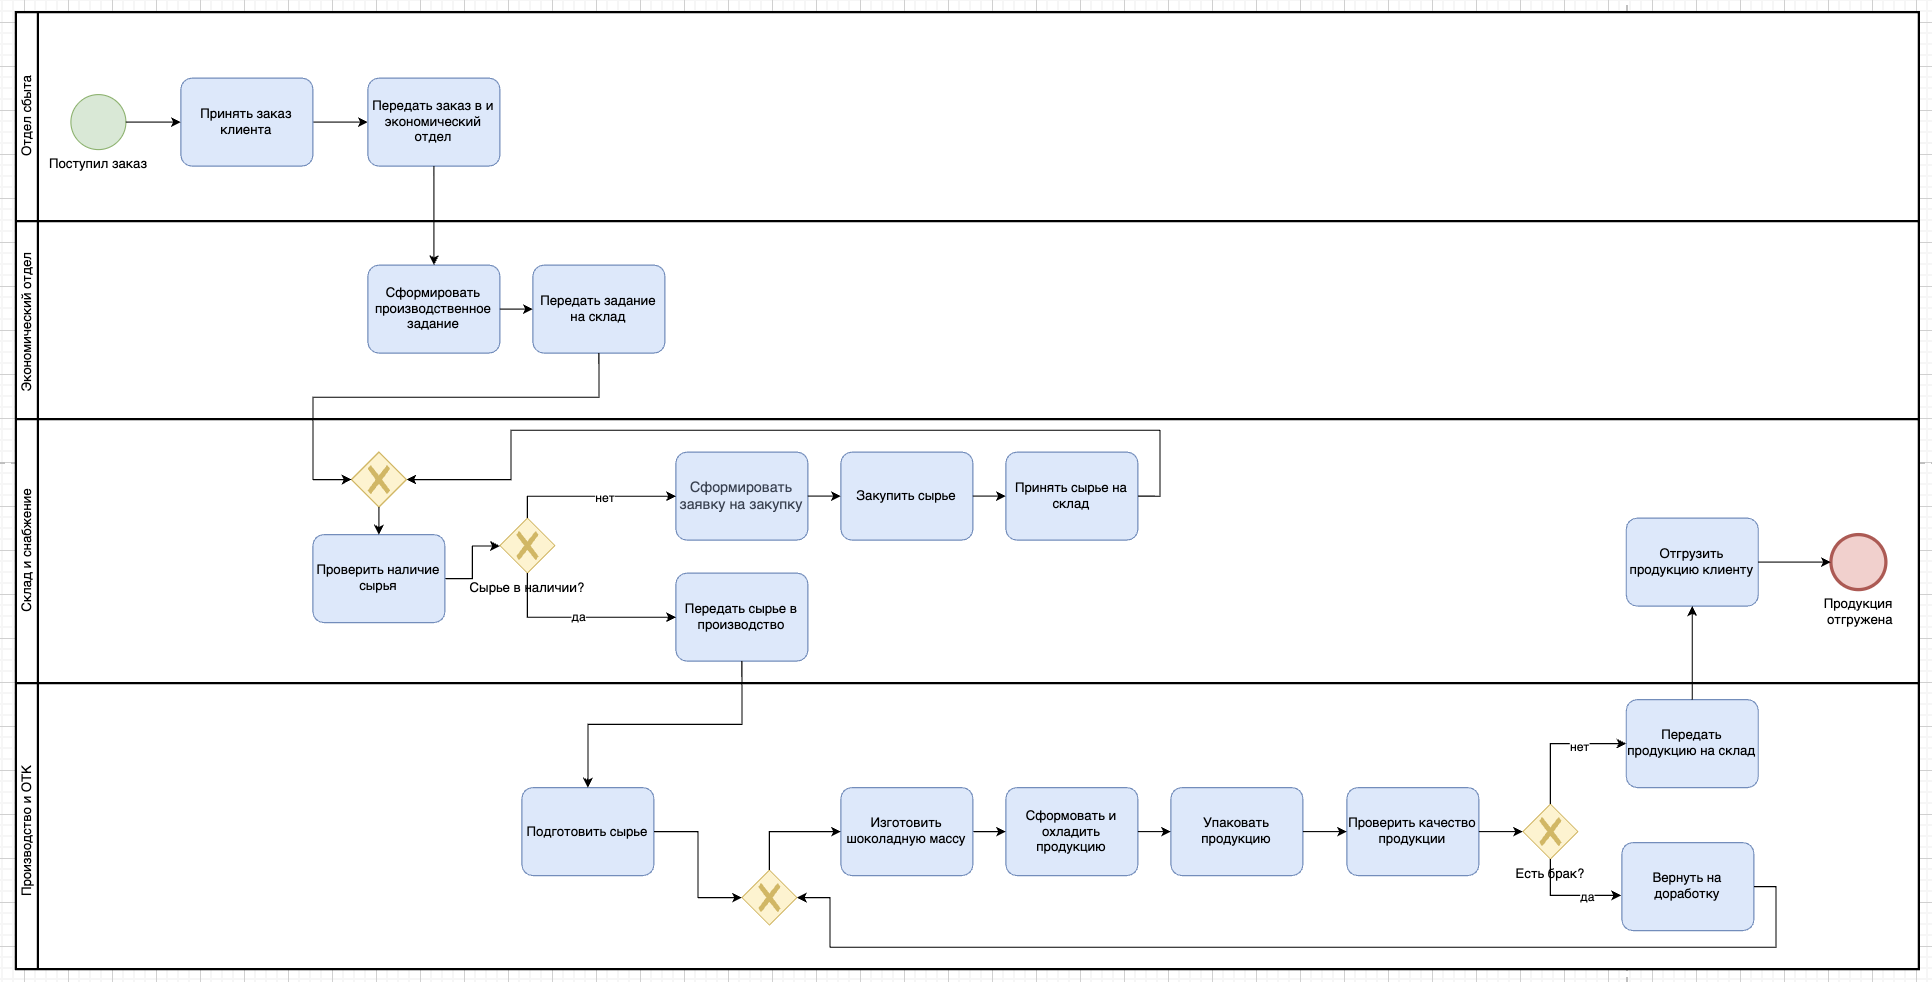 Отдел сбыта
Поступил заказ
Принять заказ
клиента
Передать заказ в и
экономический
отдел
Экономический отдел
Сформировать
производственное
задание
Передать задание
на склад
Склад и снабжение
Проверить наличие
сырья
Сырье в наличии?
нет
да
Сформировать
заявку на закупку
Закупить сырье
Принять сырье на
склад
Передать сырье в
производство
Отгрузить
продукцию клиенту
Продукция
отгружена
Производство и ОТК
Подготовить сырье
Изготовить
шоколадную массу
Сформовать и
охладить
продукцию
Упаковать
продукцию
Проверить качество
продукции
Есть брак?
нет
да
Передать
продукцию на склад
Вернуть на
доработку